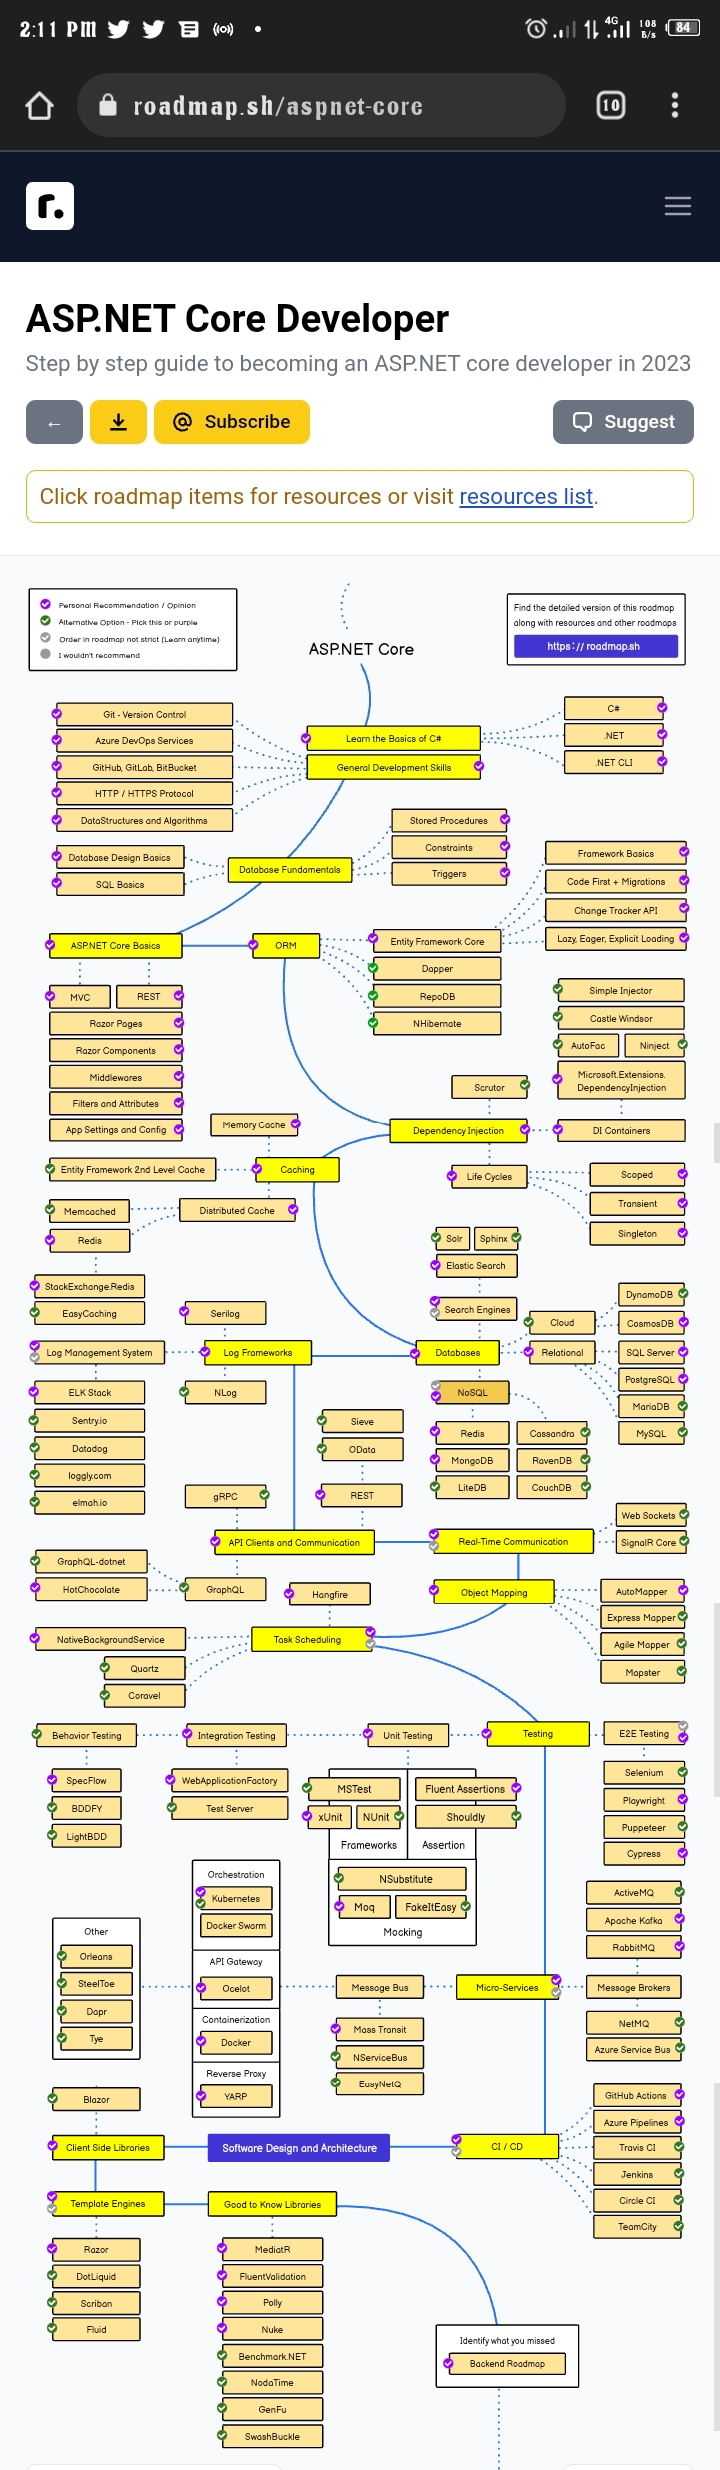 2:11 PM
4G
108
B/s
84
roadmap.sh/aspnet-core
10
r.
ASP.NET Core Developer
Step by step guide to becoming an ASP.NET core developer in 2023
←
Subscribe
Suggest
Click roadmap items for resources or visit resources list.
Personal Recommendation / Opinion
Alternative Option - Pick this or purple
Order in roadmap not strict (Learn anytime)
I wouldn't recommend
Find the detailed version of this roadmap
along with resources and other roadmaps
https://roadmap.sh
ASP.NET Core
Git - Version Control
Azure DevOps Services
GitHub, GitLab, BitBucket
HTTP / HTTPS Protocol
DataStructures and Algorithms
Learn the Basics of C#
General Development Skills
C#
.NET
.NET CLI
Database Design Basics
SQL Basics
Database Fundamentals
Stored Procedures
Constraints
Triggers
Framework Basics
Code First + Migrations
Change Tracker API
Lazy, Eager, Explicit Loading
ASP.NET Core Basics
ORM
Entity Framework Core
Dapper
RepoDB
NHibernate
MVC
REST
Razor Pages
Razor Components
Middlewares
Filters and Attributes
App Settings and Config
Simple Injector
Castle Windsor
AutoFac
Ninject
Microsoft.Extensions.
DependencyInjection
Scrutor
Memory Cache
Dependency Injection
DI Containers
Entity Framework 2nd Level Cache
Caching
Life Cycles
Scoped
Transient
Singleton
Memcached
Distributed Cache
Redis
Solr
Sphinx
Elastic Search
StackExchange.Redis
EasyCaching
Serilog
Search Engines
Cloud
DynamoDB
CosmosDB
Log Management System
Log Frameworks
Databases
Relational
SQL Server
PostgreSQL
MariaDB
MySQL
ELK Stack
Sentry.io
Datadog
loggly.com
elmah.io
NLog
NoSQL
Redis
Cassandra
MongoDB
RavenDB
LiteDB
CouchDB
Sieve
OData
gRPC
REST
API Clients and Communication
Real-Time Communication
Web Sockets
SignalR Core
GraphQL-dotnet
HotChocolate
GraphQL
Hangfire
Object Mapping
AutoMapper
Express Mapper
Agile Mapper
Mapster
NativeBackgroundService
Task Scheduling
Quartz
Coravel
Behavior Testing
Integration Testing
Unit Testing
Testing
E2E Testing
SpecFlow
BDDFY
LightBDD
WebApplicationFactory
Test Server
MSTest
Fluent Assertions
xUnit
NUnit
Shouldly
Frameworks
Assertion
NSubstitute
Moq
FakeItEasy
Mocking
Selenium
Playwright
Puppeteer
Cypress
Orchestration
Kubernetes
Docker Swarm
ActiveMQ
Apache Kafka
RabbitMQ
Other
Orleans
SteelToe
Dapr
Tye
API Gateway
Ocelot
Containerization
Docker
Reverse Proxy
YARP
Message Bus
Micro-Services
Message Brokers
Mass Transit
NServiceBus
EasyNetQ
NetMQ
Azure Service Bus
Blazor
Client Side Libraries
Software Design and Architecture
CI / CD
GitHub Actions
Azure Pipelines
Travis CI
Jenkins
Circle CI
TeamCity
Template Engines
Good to Know Libraries
Razor
DotLiquid
Scriban
Fluid
MediatR
FluentValidation
Polly
Nuke
Benchmark.NET
NodaTime
GenFu
SwashBuckle
Identify what you missed
Backend Roadmap